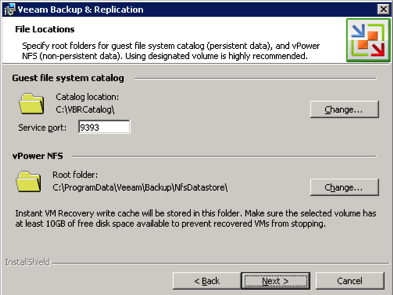 Veeam Backup & Replication
File Locations
Specify root folders for guest file system catalog (persistent data), and vPower
NFS (non-persistent data). Using designated volume is highly recommended.
Guest file system catalog
Catalog location:
C:\VBRCatalog\
Change...
Service port: 9393
vPower NFS
Root folder:
C:\ProgramData\Veeam\Backup\NfsDatastore\
Change...
Instant VM Recovery write cache will be stored in this folder. Make sure the selected volume has
at least 10GB of free disk space available to prevent recovered VMs from stopping.
InstallShield
< Back Next > Cancel